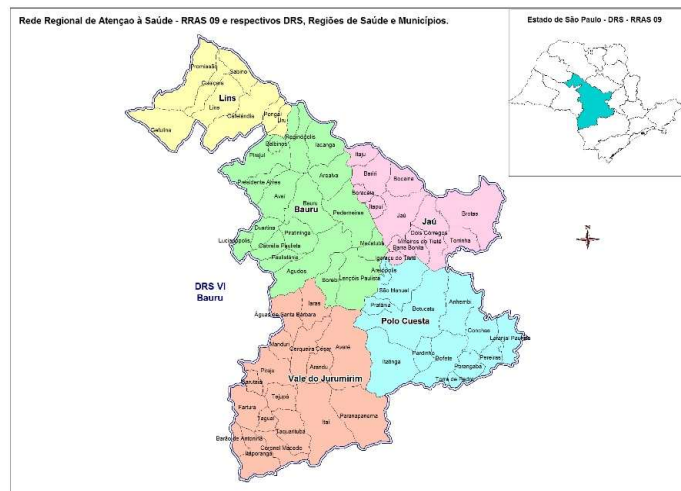 Rede Regional de Atençao à Saúde - RRAS 09 e respectivos DRS, Regiões de Saúde e Municípios.
Estado de São Paulo - DRS - RRAS 09
Promissão
Sabino
Guaiçara
Lins
Lins
Cafelândia
Getulina
Pongaí
Uru
Reginópolis
Balbinos
Iacanga
Pirajuí
Presidente Alves
Arealva
Avaí
Bauru
Bauru
Pederneiras
Duartina
Piratininga
Lucianópolis
Cabrália Paulista
Paulistânia
Agudos
Macatuba
Borebi
Lençóis Paulista
Itaju
Bariri
Bocaina
Boracéia
Itapuí
Jaú
Jaú
Brotas
Dois Córregos
Mineiros do Tietê
Torrinha
Barra Bonita
Igaraçu do Tietê
Areiópolis
São Manuel
Pratânia
Botucatu
Anhembi
Polo Cuesta
Conchas
Laranjal Paulista
Pereiras
Itatinga
Pardinho
Bofete
Porangaba
Torre de Pedra
DRS VI
Bauru
Iaras
Águas de Santa Bárbara
Manduri
Cerqueira César
Avaré
Arandu
Vale do Jurumirim
Piraju
Sarutaiá
Tejupá
Fartura
Taguaí
Taquarituba
Itaí
Paranapanema
Barão de Antonina
Coronel Macedo
Itaporanga
N